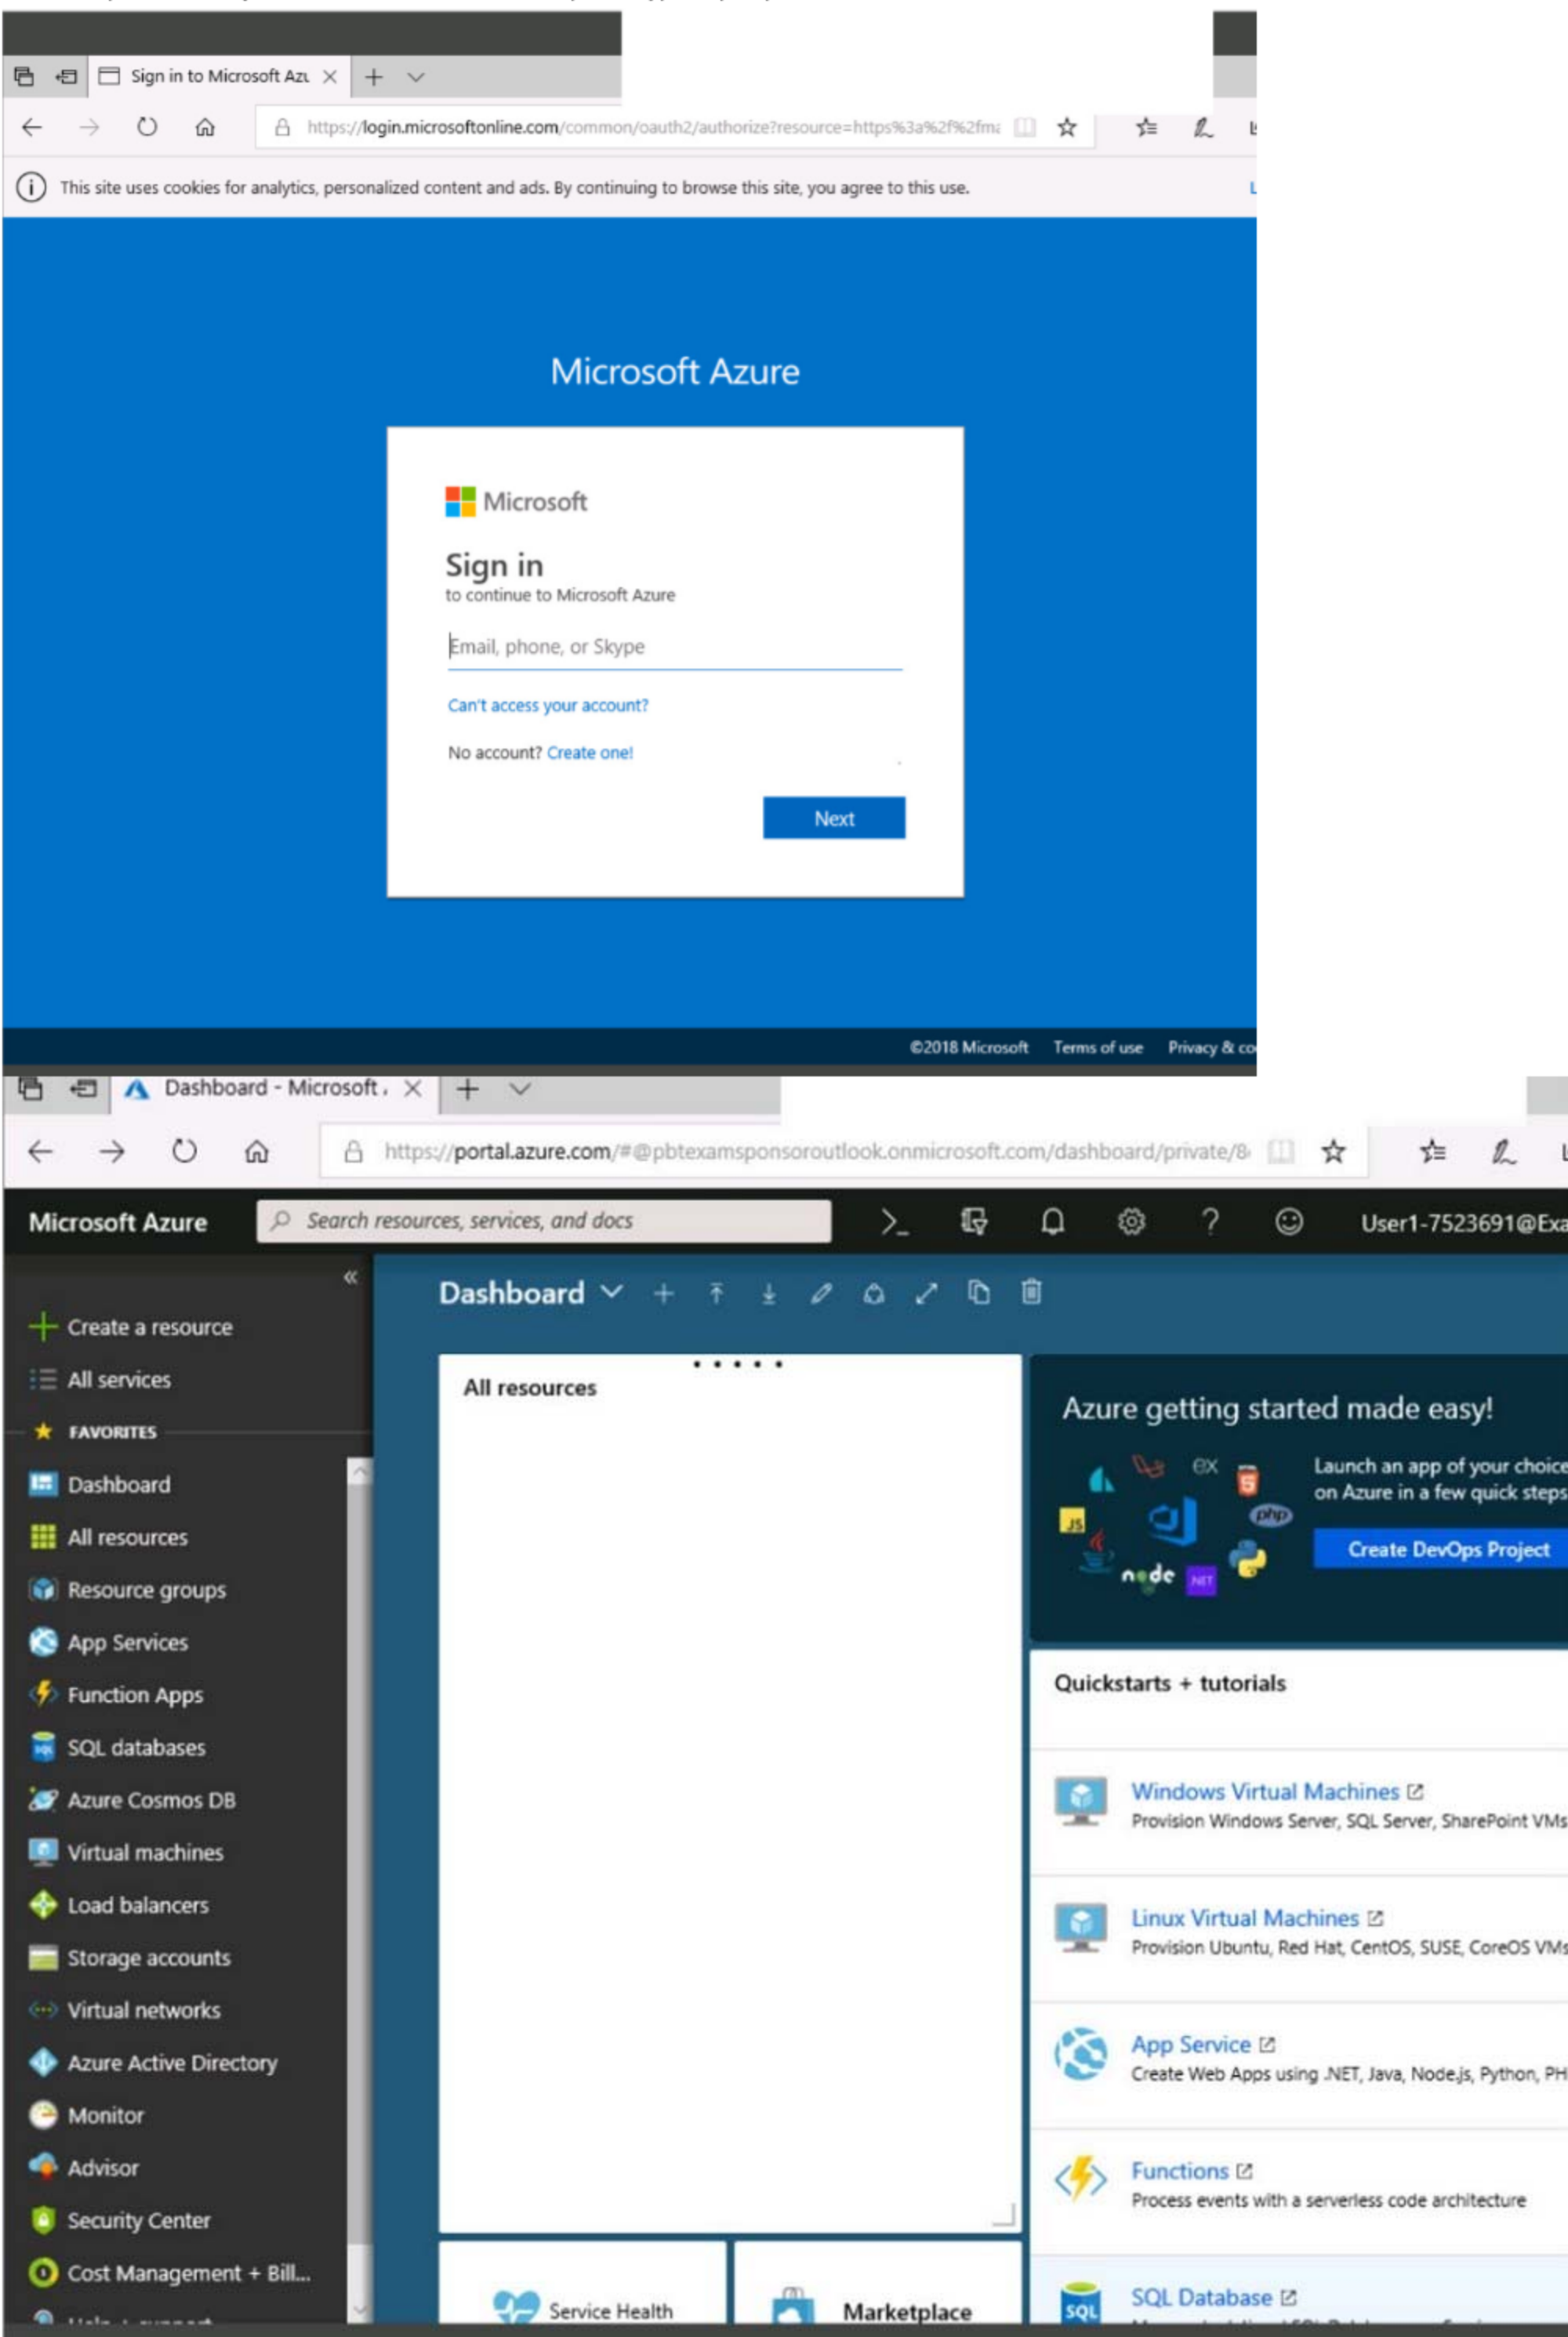 Sign in to Microsoft Azu
https://login.microsoftonline.com/common/oauth2/authorize?resource=https%3a%2f%2fma
This site uses cookies for analytics, personalized content and ads. By continuing to browse this site, you agree to this use.
Microsoft Azure
Microsoft
Sign in
to continue to Microsoft Azure
Email, phone, or Skype
Can't access your account?
No account? Create one!
Next
©2018 Microsoft Terms of use Privacy & co
Dashboard - Microsoft
https://portal.azure.com/#@pbtexamsponsoroutlook.onmicrosoft.com/dashboard/private/8
Microsoft Azure
Search resources, services, and docs
User1-7523691@Exa
Dashboard
Create a resource
All services
FAVORITES
Dashboard
All resources
Resource groups
App Services
Function Apps
SQL databases
Azure Cosmos DB
Virtual machines
Load balancers
Storage accounts
Virtual networks
Azure Active Directory
Monitor
Advisor
Security Center
Cost Management + Bill...
All resources
Azure getting started made easy!
Launch an app of your choice
on Azure in a few quick steps
Create DevOps Project
ex
JS
php
node
.NET
Quickstarts + tutorials
Windows Virtual Machines
Provision Windows Server, SQL Server, SharePoint VMs
Linux Virtual Machines
Provision Ubuntu, Red Hat, CentOS, SUSE, CoreOS VMs
App Service
Create Web Apps using .NET, Java, Node.js, Python, PH
Functions
Process events with a serverless code architecture
SQL
SQL Database
Service Health
Marketplace